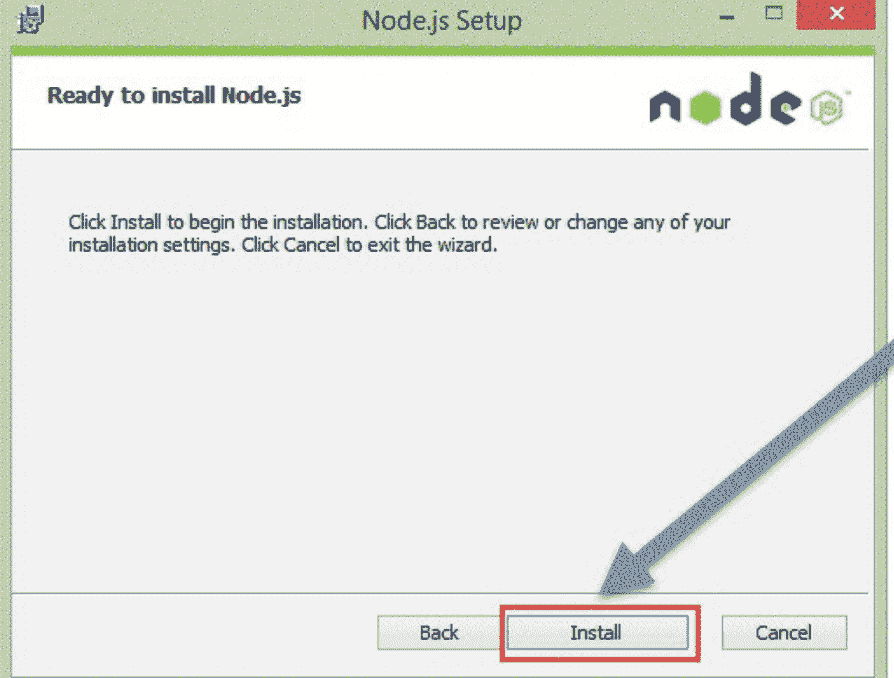 Node.js Setup
Ready to install Node.js
node JS
Click Install to begin the installation. Click Back to review or change any of your
installation settings. Click Cancel to exit the wizard.
Back
Install
Cancel